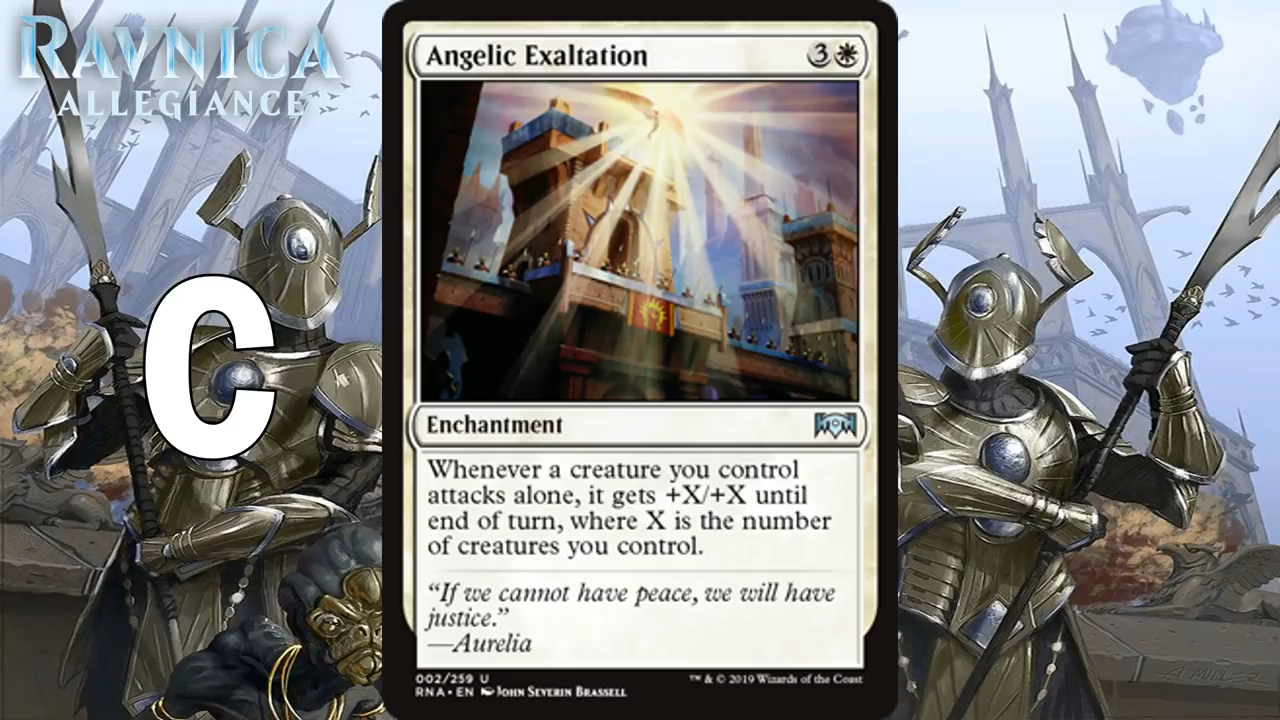 RAVNICA
ALLEGIANCE
C
Angelic Exaltation 3
Enchantment
Whenever a creature you control
attacks alone, it gets +X/+X until
end of turn, where X is the number
of creatures you control.
“If we cannot have peace, we will have
justice.”
—Aurelia
002/259 U
RNA • EN John Severin Brassell
™ & © 2019 Wizards of the Coast
A. MILLER